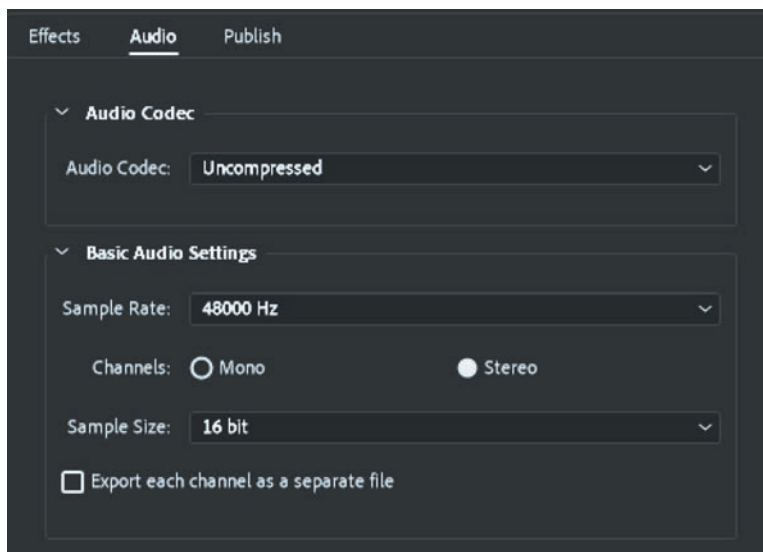 Effects Audio Publish
Audio Codec
Audio Codec: Uncompressed
Basic Audio Settings
Sample Rate: 48000 Hz
Channels: Mono Stereo
Sample Size: 16 bit
Export each channel as a separate file